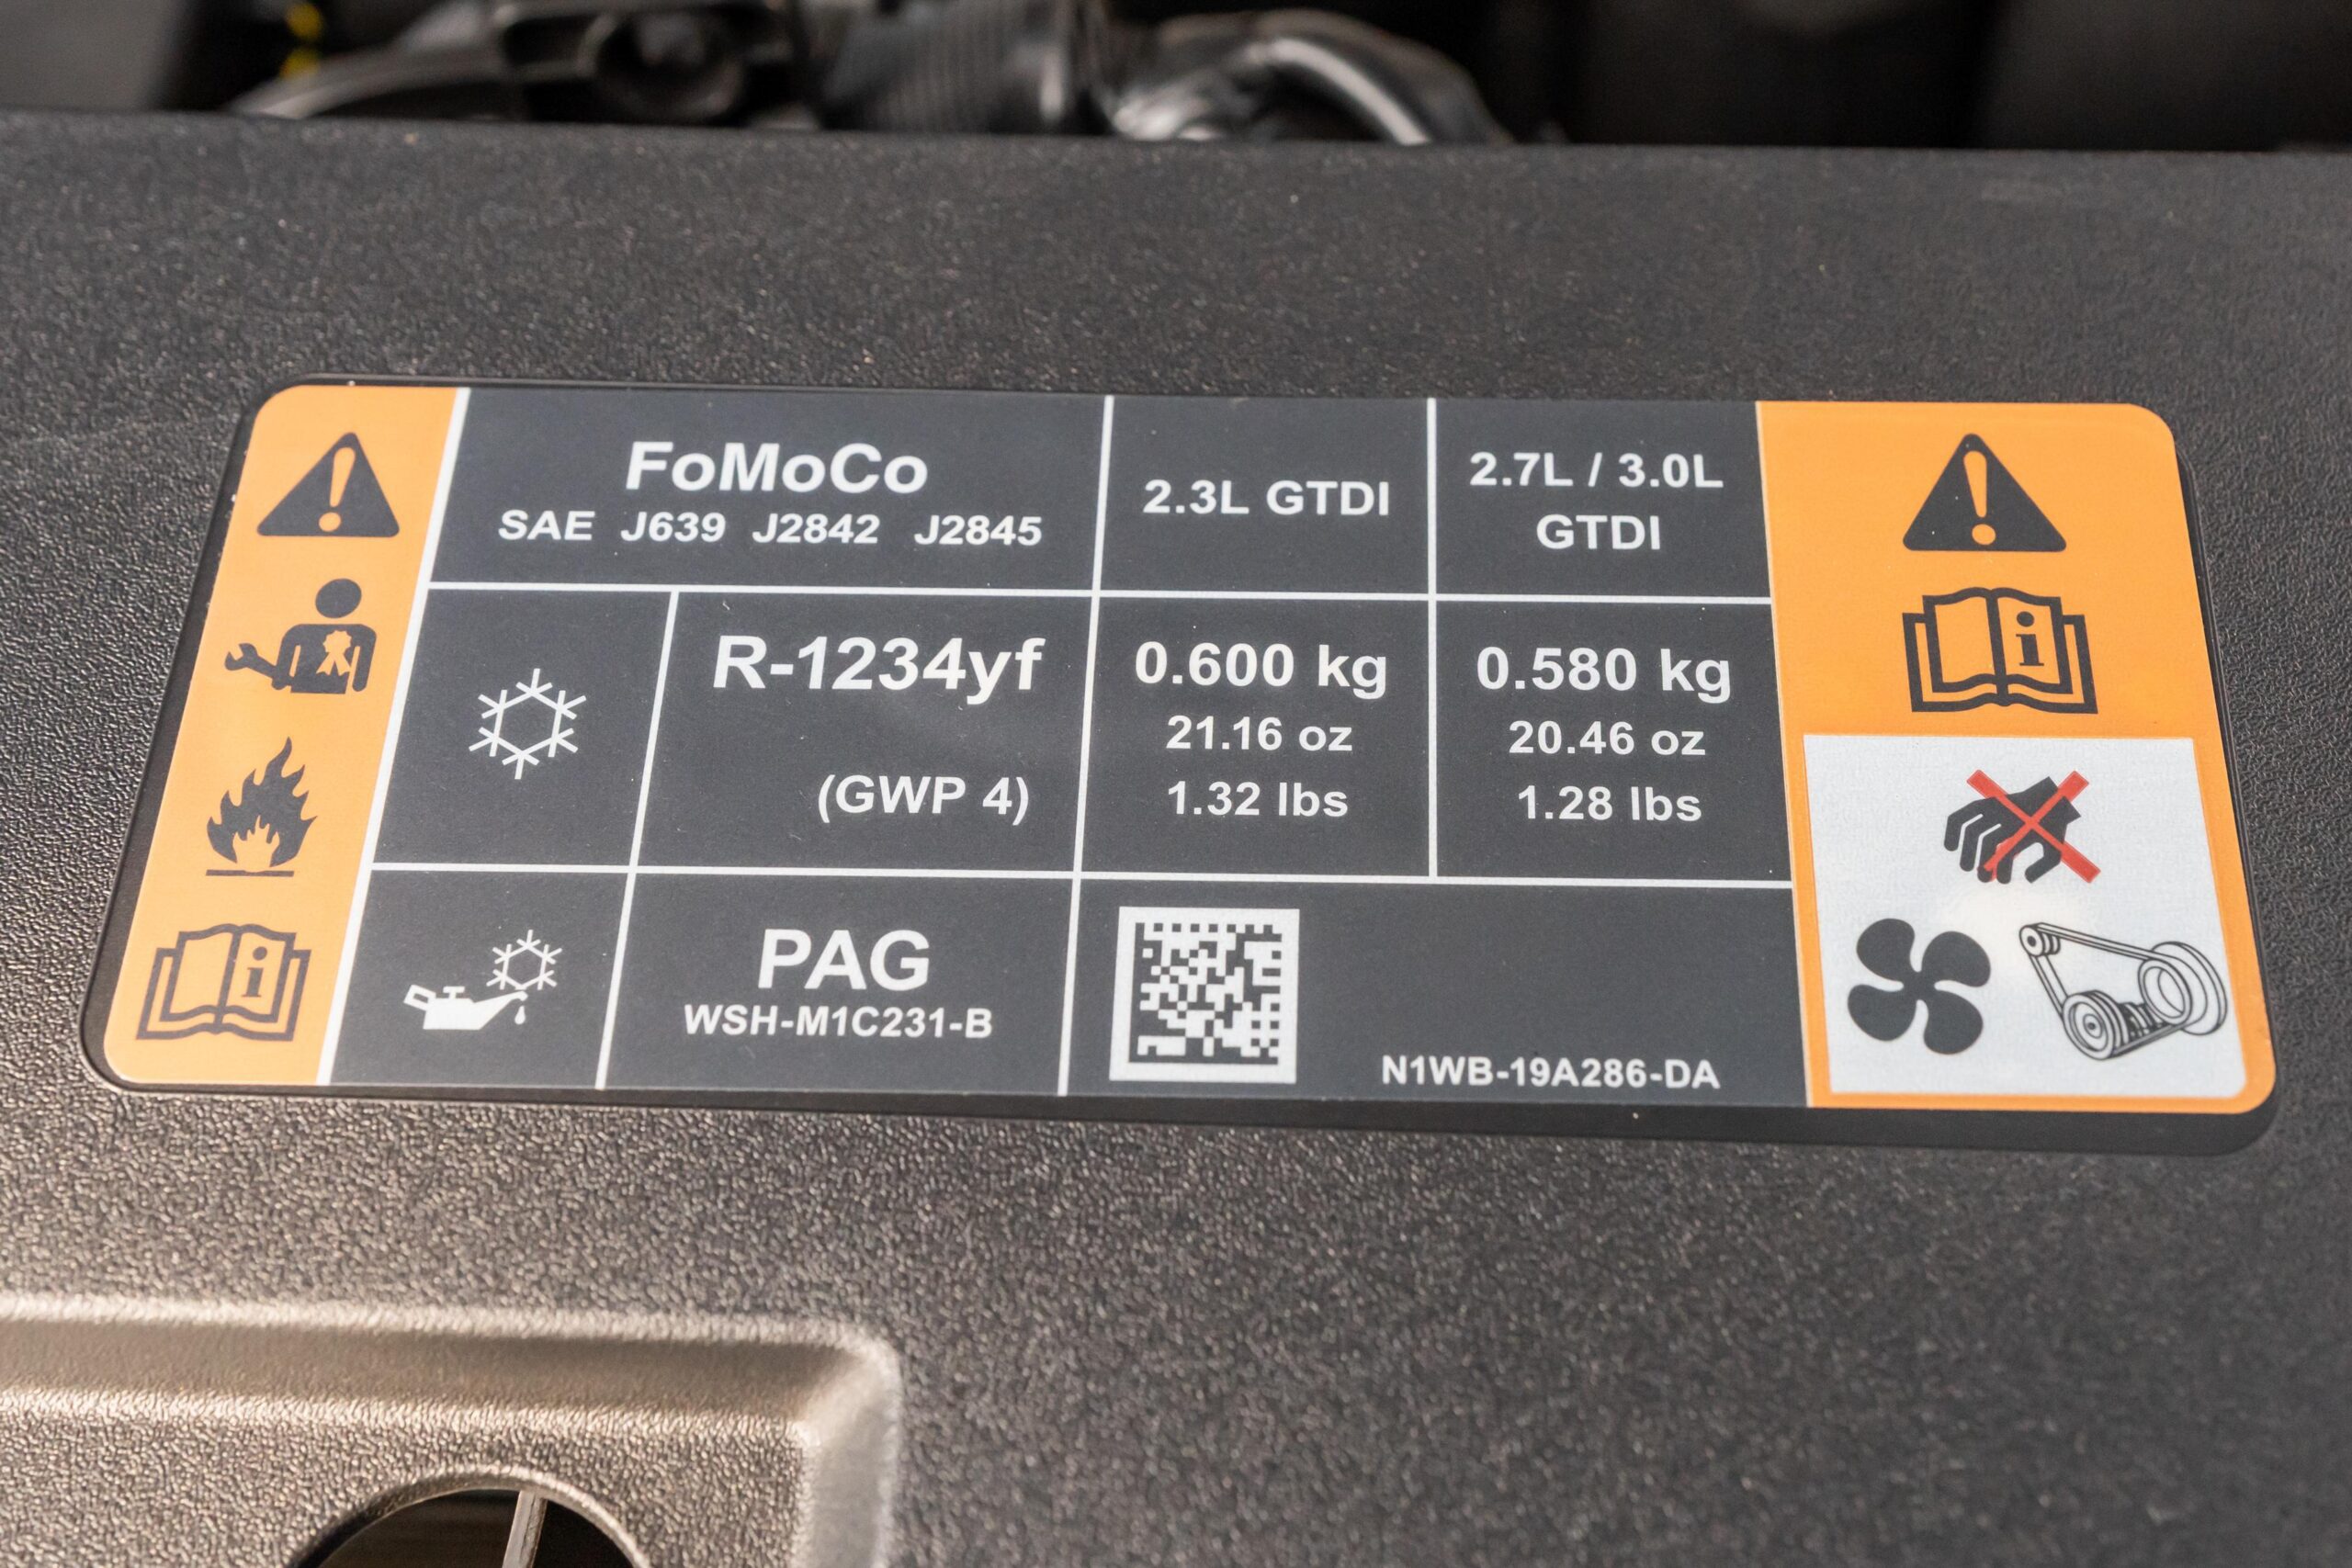 FoMoCo
SAE J639 J2842 J2845
2.3L GTDI
2.7L / 3.0L
GTDI
R-1234yf
(GWP 4)
0.600 kg
21.16 oz
1.32 lbs
0.580 kg
20.46 oz
1.28 lbs
PAG
WSH-M1C231-B
N1WB-19A286-DA